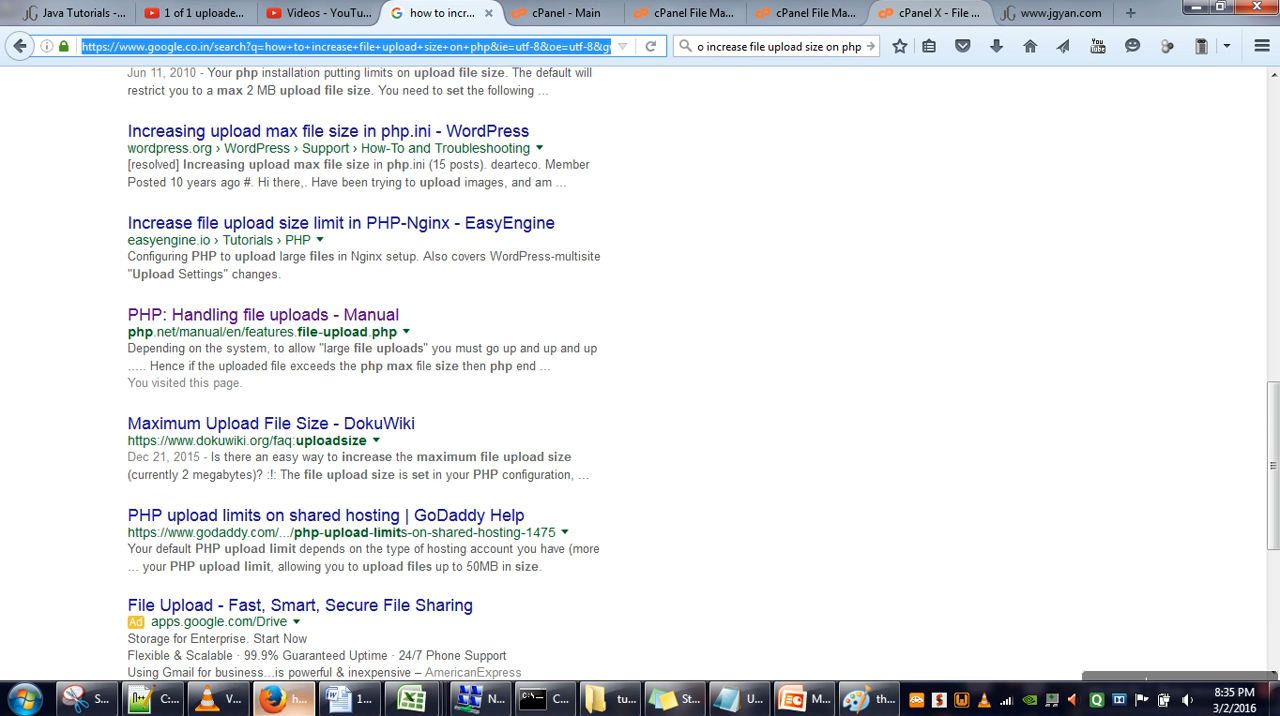 Java Tutorials -...
1 of 1 uploade...
Videos - YouTu...
how to incr...
cPanel - Main
cPanel File Ma...
cPanel File Ma...
cPanel X - File ...
www.jgyan.com
https://www.google.co.in/search?q=how+to+increase+file+upload+size+on+php&ie=utf-8&oe=utf-8&g
o increase file upload size on php
Jun 11, 2010 - Your php installation putting limits on upload file size. The default will
restrict you to a max 2 MB upload file size. You need to set the following ...
Increasing upload max file size in php.ini - WordPress
wordpress.org › WordPress › Support › How-To and Troubleshooting
[resolved] Increasing upload max file size in php.ini (15 posts). dearteco. Member
Posted 10 years ago #. Hi there,. Have been trying to upload images, and am ...
Increase file upload size limit in PHP-Nginx - EasyEngine
easyengine.io › Tutorials › PHP
Configuring PHP to upload large files in Nginx setup. Also covers WordPress-multisite
"Upload Settings" changes.
PHP: Handling file uploads - Manual
php.net/manual/en/features.file-upload.php
Depending on the system, to allow "large file uploads" you must go up and up and up
..... Hence if the uploaded file exceeds the php max file size then php end ...
You visited this page.
Maximum Upload File Size - DokuWiki
https://www.dokuwiki.org/faq:uploadsize
Dec 21, 2015 - Is there an easy way to increase the maximum file upload size
(currently 2 megabytes)? :!: The file upload size is set in your PHP configuration, ...
PHP upload limits on shared hosting | GoDaddy Help
https://www.godaddy.com/.../php-upload-limits-on-shared-hosting-1475
Your default PHP upload limit depends on the type of hosting account you have (more
... your PHP upload limit, allowing you to upload files up to 50MB in size.
File Upload - Fast, Smart, Secure File Sharing
Ad apps.google.com/Drive
Storage for Enterprise. Start Now
Flexible & Scalable · 99.9% Guaranteed Uptime · 24/7 Phone Support
Using Gmail for business...is powerful & inexpensive – AmericanExpress
S...
C:...
V...
h...
1...
N...
C...
tu...
St...
U...
M...
th...
8:35 PM
3/2/2016